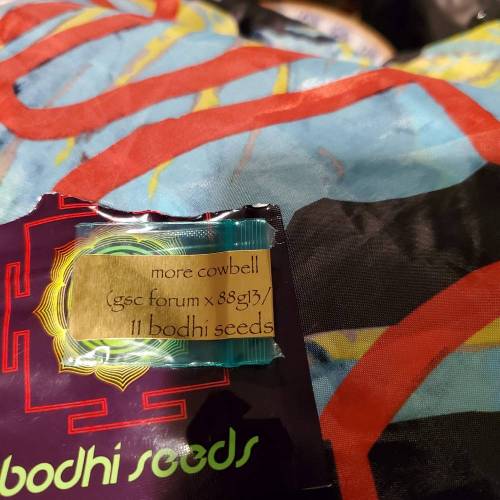 more cowbell
(gsc forum x 88g13/
11 bodhi seeds
bodhi seeds